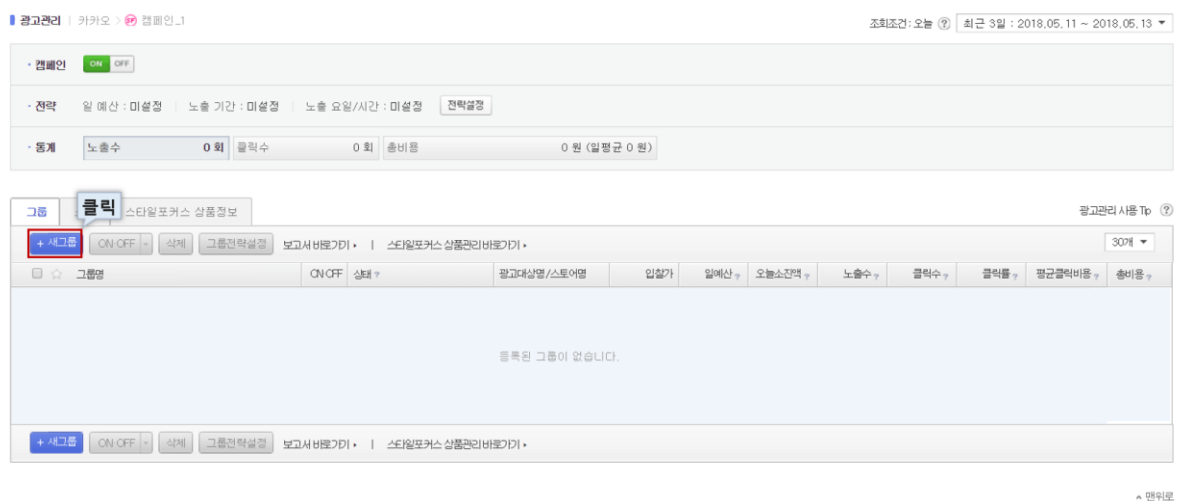 광고관리 | 카카오 > SF 캠페인_1
조회조건 : 오늘 ? 최근 3일 : 2018.05.11 ~ 2018.05.13
· 캠페인 ON OFF
· 전략 일 예산 : 미설정 | 노출 기간 : 미설정 | 노출 요일/시간 : 미설정 전략설정
· 통계 노출수 0 회 클릭수 0 회 총비용 0 원 (일평균 0 원)
그룹 클릭 스타일포커스 상품정보 광고관리 사용 Tip ?
+ 새그룹 ON·OFF 삭제 그룹전략설정 보고서 바로가기 | 스타일포커스 상품관리 바로가기 30개
그룹명 ON·OFF 상태 ? 광고대상명/스토어명 입찰가 일예산 ? 오늘소진액 ? 노출수 ? 클릭수 ? 클릭률 ? 평균클릭비용 ? 총비용 ?
등록된 그룹이 없습니다.
+ 새그룹 ON·OFF 삭제 그룹전략설정 보고서 바로가기 | 스타일포커스 상품관리 바로가기
맨위로